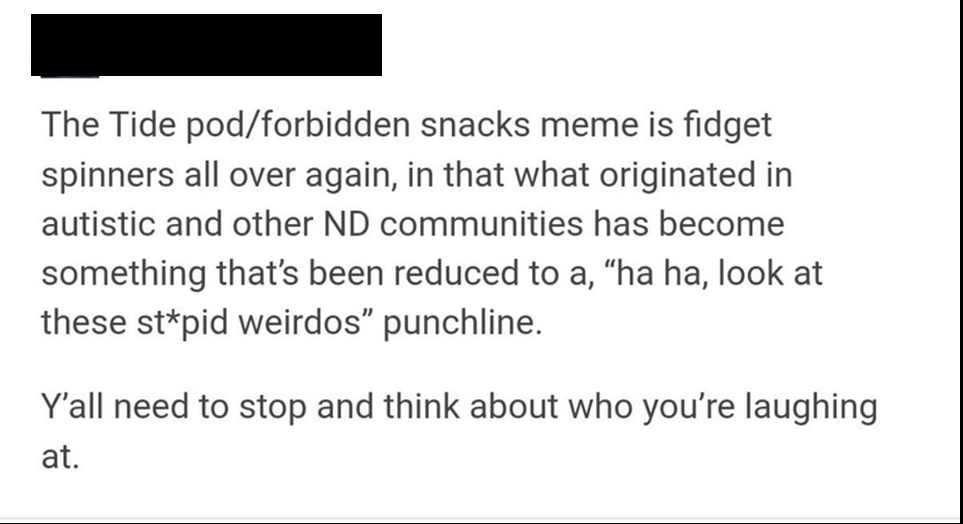 The Tide pod/forbidden snacks meme is fidget
spinners all over again, in that what originated in
autistic and other ND communities has become
something that’s been reduced to a, “ha ha, look at
these st*pid weirdos” punchline.
Y’all need to stop and think about who you’re laughing
at.